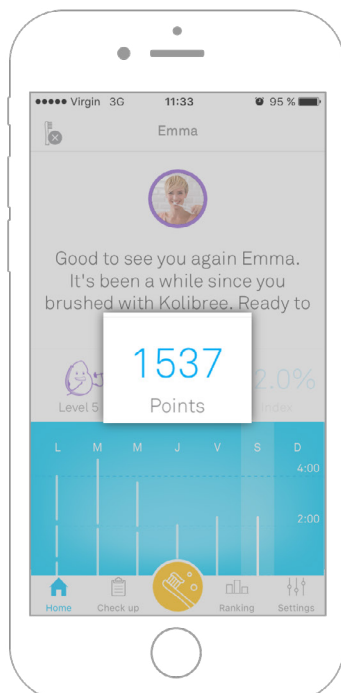 Virgin 3G 11:33 95 %
Emma
Good to see you again Emma.
It's been a while since you
brushed with Kolibree. Ready to
1537
Points
Level 5
2.0%
ndex
L M M J V S D
4:00
2:00
Home Check up Ranking Settings